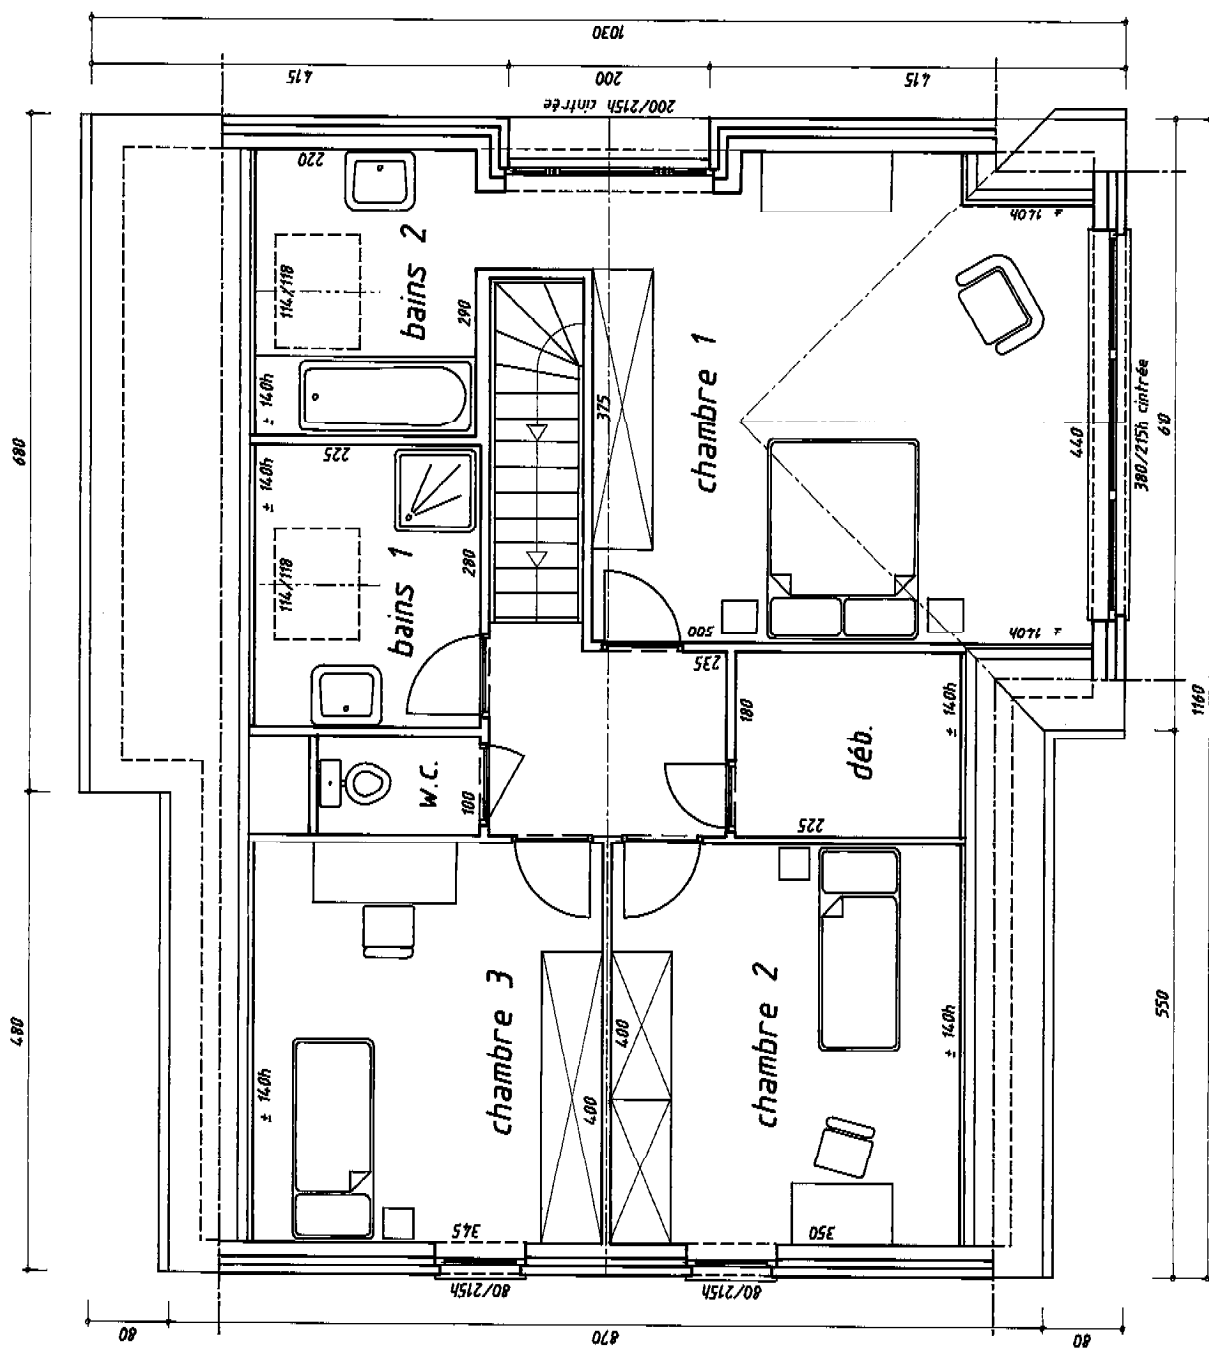 1030
415
200
415
200/215h cintrée
220
bains 2
114/118
290
± 140h
± 140h
680
225
± 140h
375
chambre 1
440
380/215h cintrée
610
bains 1
114/118
280
500
± 140h
235
180
± 140h
déb.
1160
w.c.
100
225
480
chambre 3
± 140h
400
400
chambre 2
± 140h
550
345
350
80/215h
80/215h
80
870
80